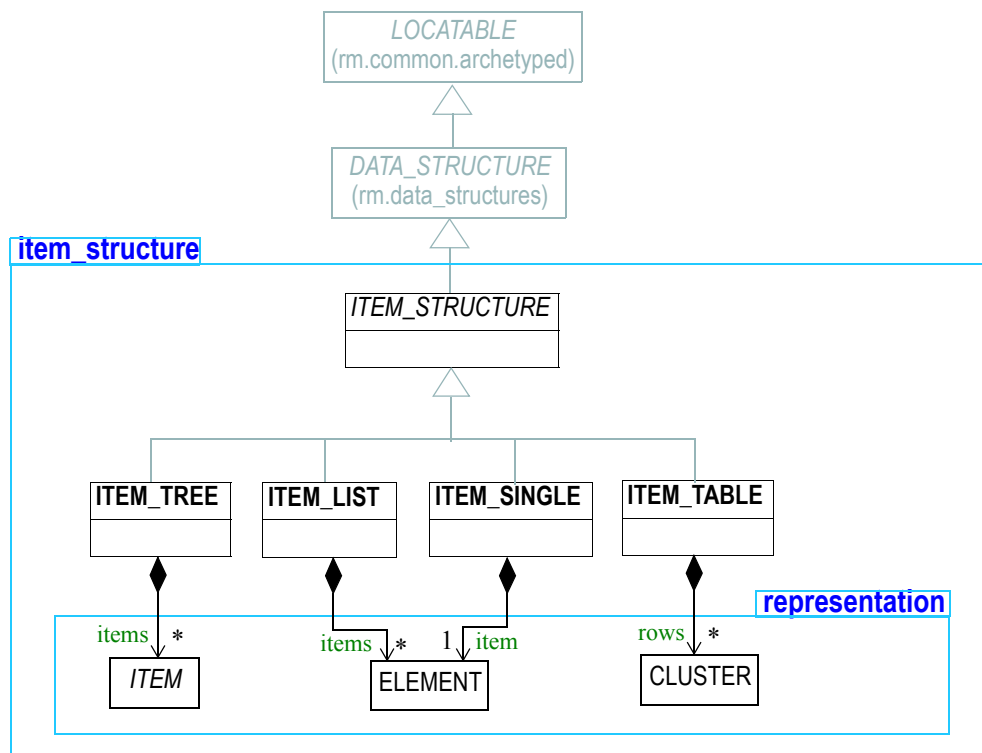 LOCATABLE
(rm.common.archetyped)
DATA_STRUCTURE
(rm.data_structures)
item_structure
ITEM_STRUCTURE
ITEM_TREE
ITEM_LIST
ITEM_SINGLE
ITEM_TABLE
representation
items *
items *
1 item
rows *
ITEM
ELEMENT
CLUSTER